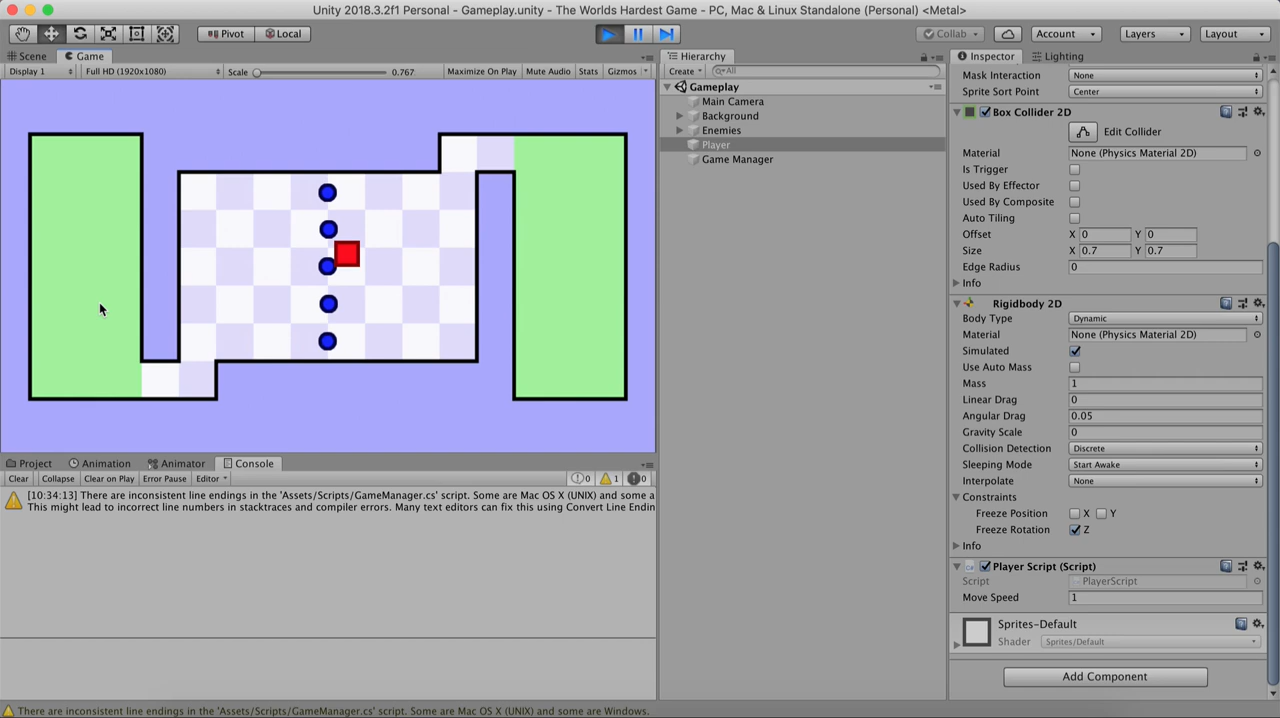 Unity 2018.3.2f1 Personal - Gameplay.unity - The Worlds Hardest Game - PC, Mac & Linux Standalone (Personal) <Metal>
Pivot Local Collab Account Layers Layout
Scene Game
Display 1 Full HD (1920x1080) Scale 0.767 Maximize On Play Mute Audio Stats Gizmos
Hierarchy
Create All
Gameplay
Main Camera
Background
Enemies
Player
Game Manager
Inspector Lighting
Mask Interaction None
Sprite Sort Point Center
Box Collider 2D
Edit Collider
Material None (Physics Material 2D)
Is Trigger
Used By Effector
Used By Composite
Auto Tiling
Offset X 0 Y 0
Size X 0.7 Y 0.7
Edge Radius 0
Info
Rigidbody 2D
Body Type Dynamic
Material None (Physics Material 2D)
Simulated
Use Auto Mass
Mass 1
Linear Drag 0
Angular Drag 0.05
Gravity Scale 0
Collision Detection Discrete
Sleeping Mode Start Awake
Interpolate None
Constraints
Freeze Position X Y
Freeze Rotation Z
Info
Player Script (Script)
Script PlayerScript
Move Speed 1
Sprites-Default
Shader Sprites/Default
Add Component
Project Animation Animator Console
Clear Collapse Clear on Play Error Pause Editor 0 1 0
[10:34:13] There are inconsistent line endings in the 'Assets/Scripts/GameManager.cs' script. Some are Mac OS X (UNIX) and some a
This might lead to incorrect line numbers in stacktraces and compiler errors. Many text editors can fix this using Convert Line Endin
There are inconsistent line endings in the 'Assets/Scripts/GameManager.cs' script. Some are Mac OS X (UNIX) and some are Windows.